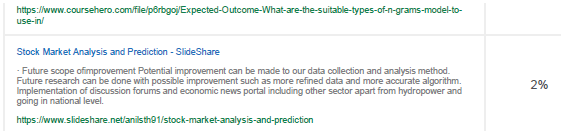 https://www.coursehero.com/file/p6rbgoj/Expected-Outcome-What-are-the-suitable-types-of-n-grams-model-to-
use-in/
Stock Market Analysis and Prediction - SlideShare
· Future scope ofimprovement Potential improvement can be made to our data collection and analysis method.
Future research can be done with possible improvement such as more refined data and more accurate algorithm.
Implementation of discussion forums and economic news portal including other sector apart from hydropower and
going in national level.
2%
https://www.slideshare.net/anilsth91/stock-market-analysis-and-prediction